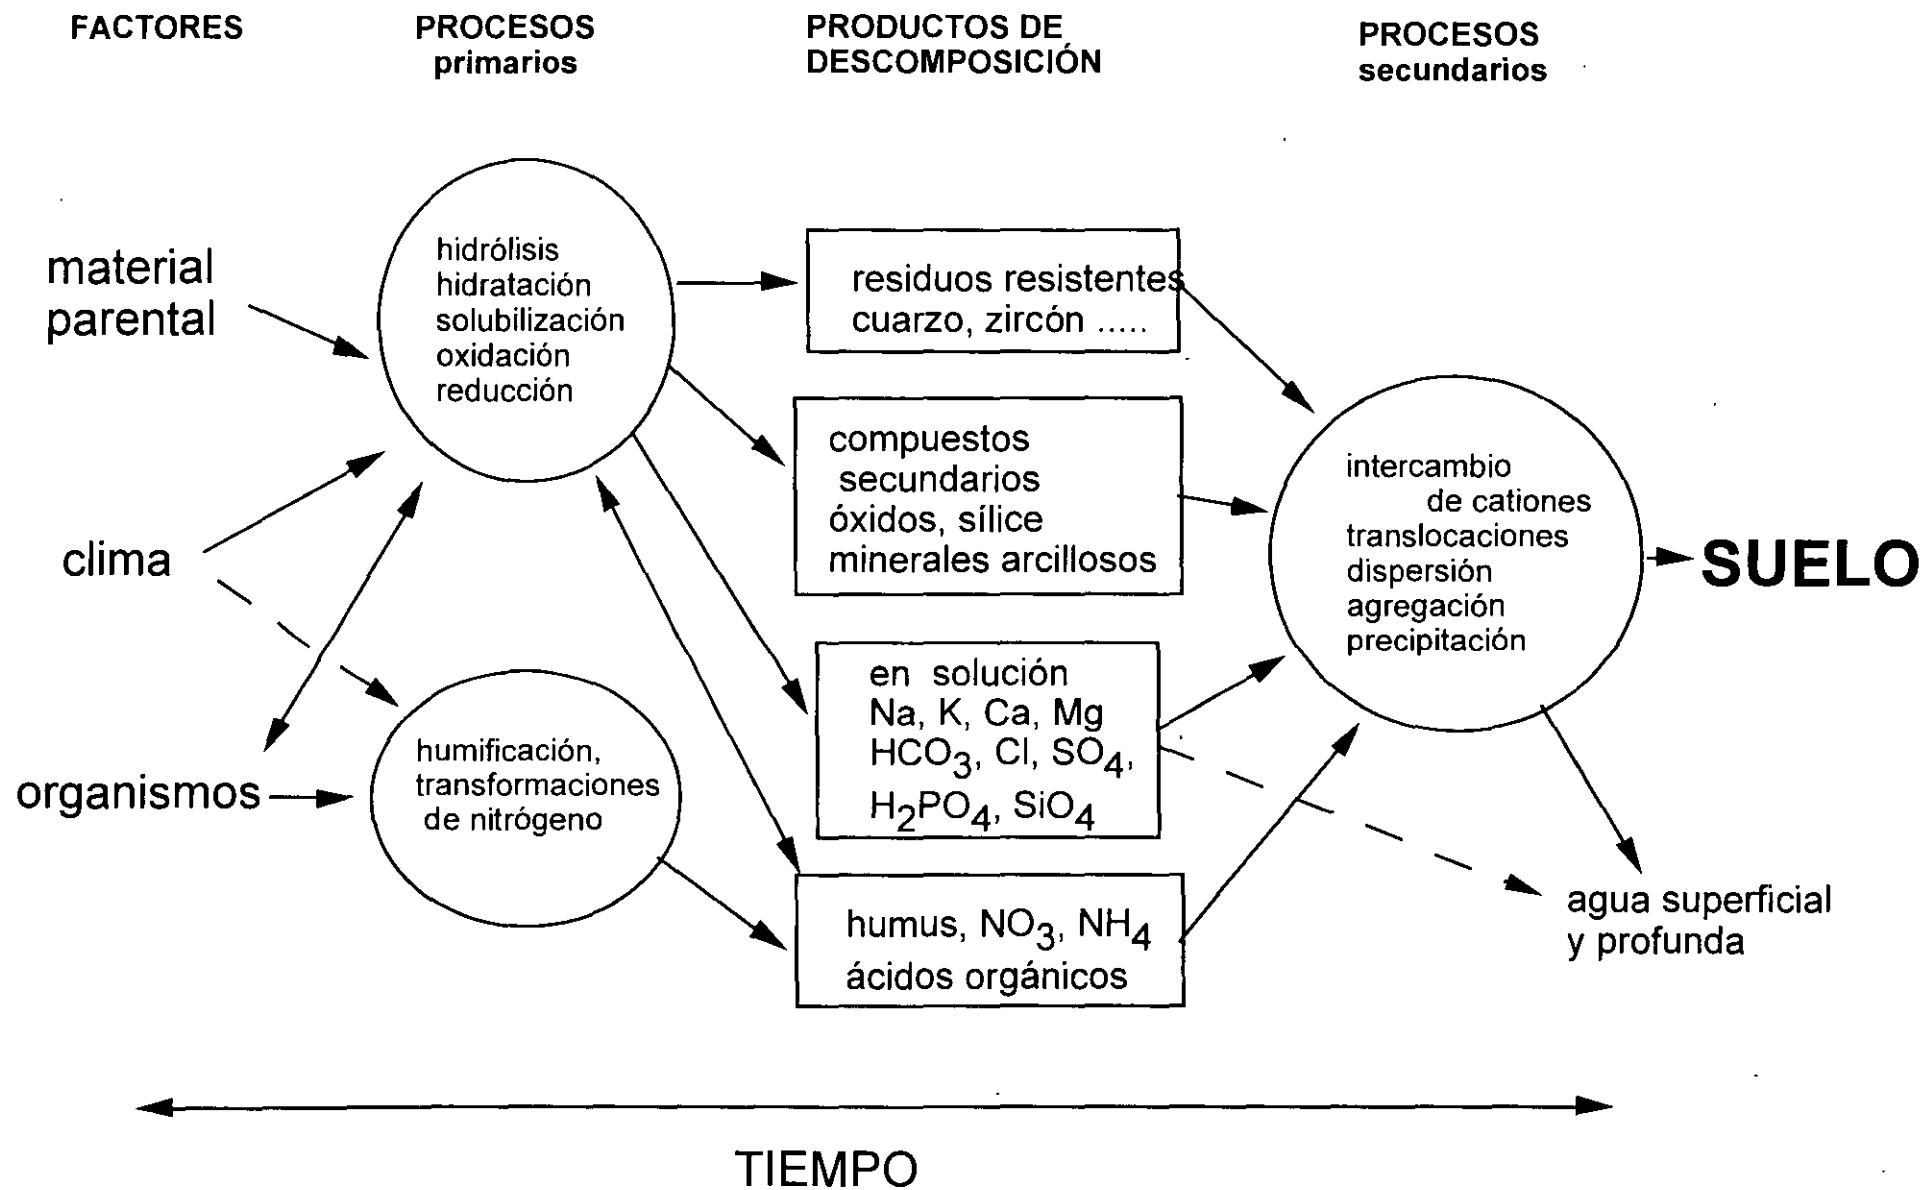 FACTORES
PROCESOS
primarios
PRODUCTOS DE
DESCOMPOSICIÓN
PROCESOS
secundarios
material
parental
clima
organismos
hidrólisis
hidratación
solubilización
oxidación
reducción
humificación,
transformaciones
de nitrógeno
residuos resistentes
cuarzo, zircón .....
compuestos
secundarios
óxidos, sílice
minerales arcillosos
en solución
Na, K, Ca, Mg
HCO3, Cl, SO4,
H2PO4, SiO4
humus, NO3, NH4
ácidos orgánicos
intercambio
de cationes
translocaciones
dispersión
agregación
precipitación
SUELO
agua superficial
y profunda
TIEMPO